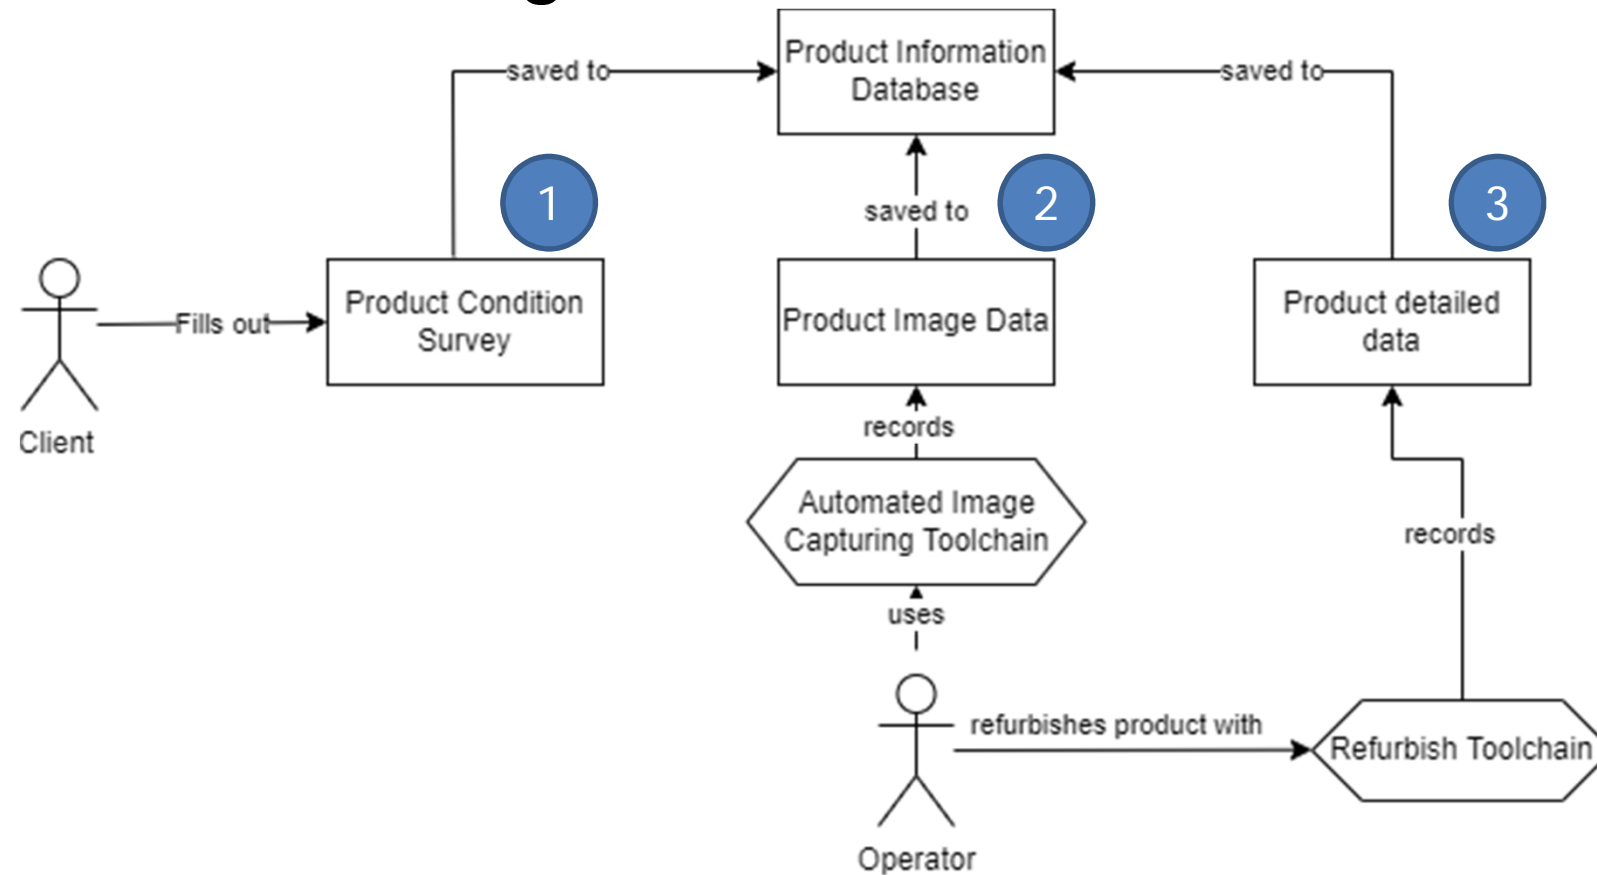 Product Information
Database
saved to
saved to
1
2
3
saved to
Product Condition
Survey
Product Image Data
Product detailed
data
Fills out
Client
records
Automated Image
Capturing Toolchain
records
uses
refurbishes product with
Refurbish Toolchain
Operator